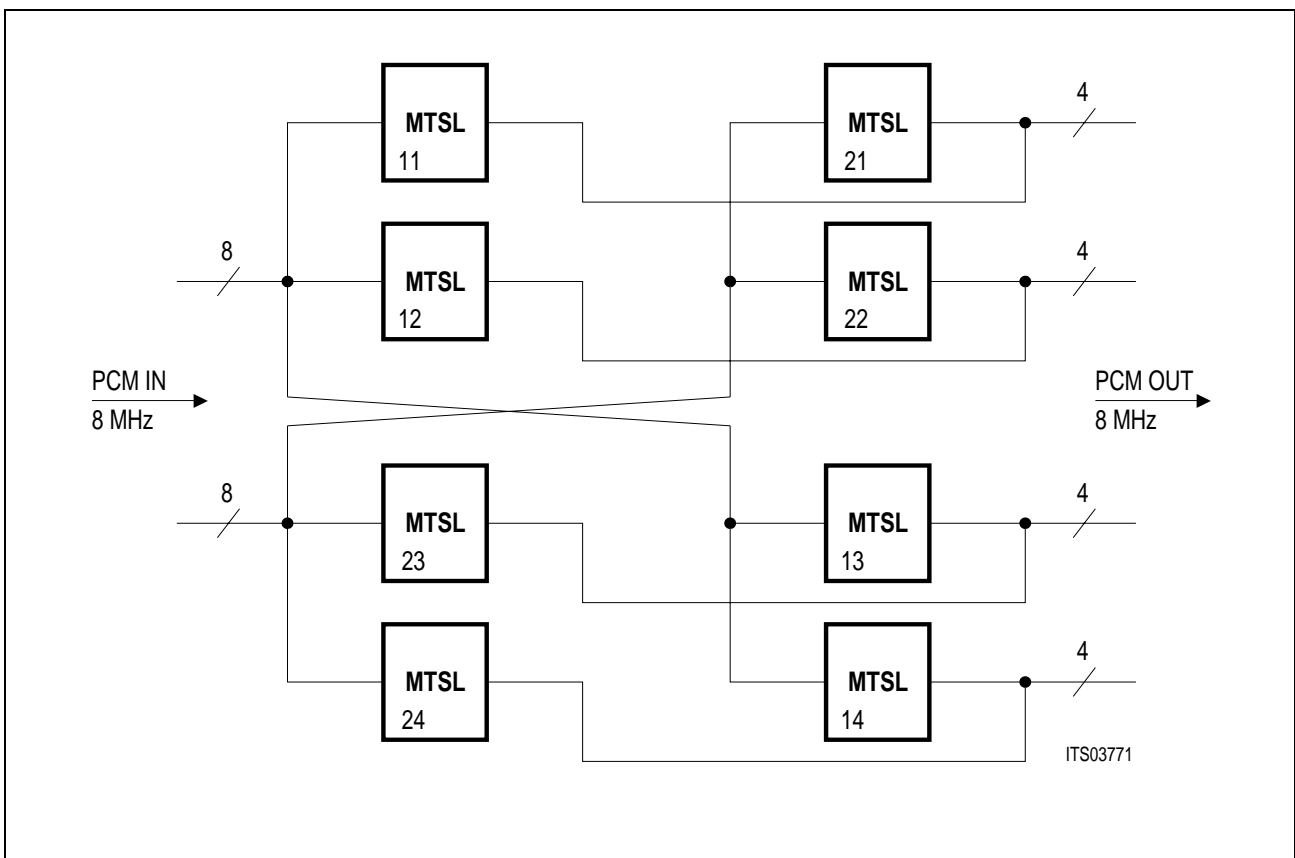 MTSL
11
MTSL
21
4
MTSL
12
MTSL
22
8
4
PCM IN
8 MHz
PCM OUT
8 MHz
MTSL
23
MTSL
13
8
4
MTSL
24
MTSL
14
4
ITS03771